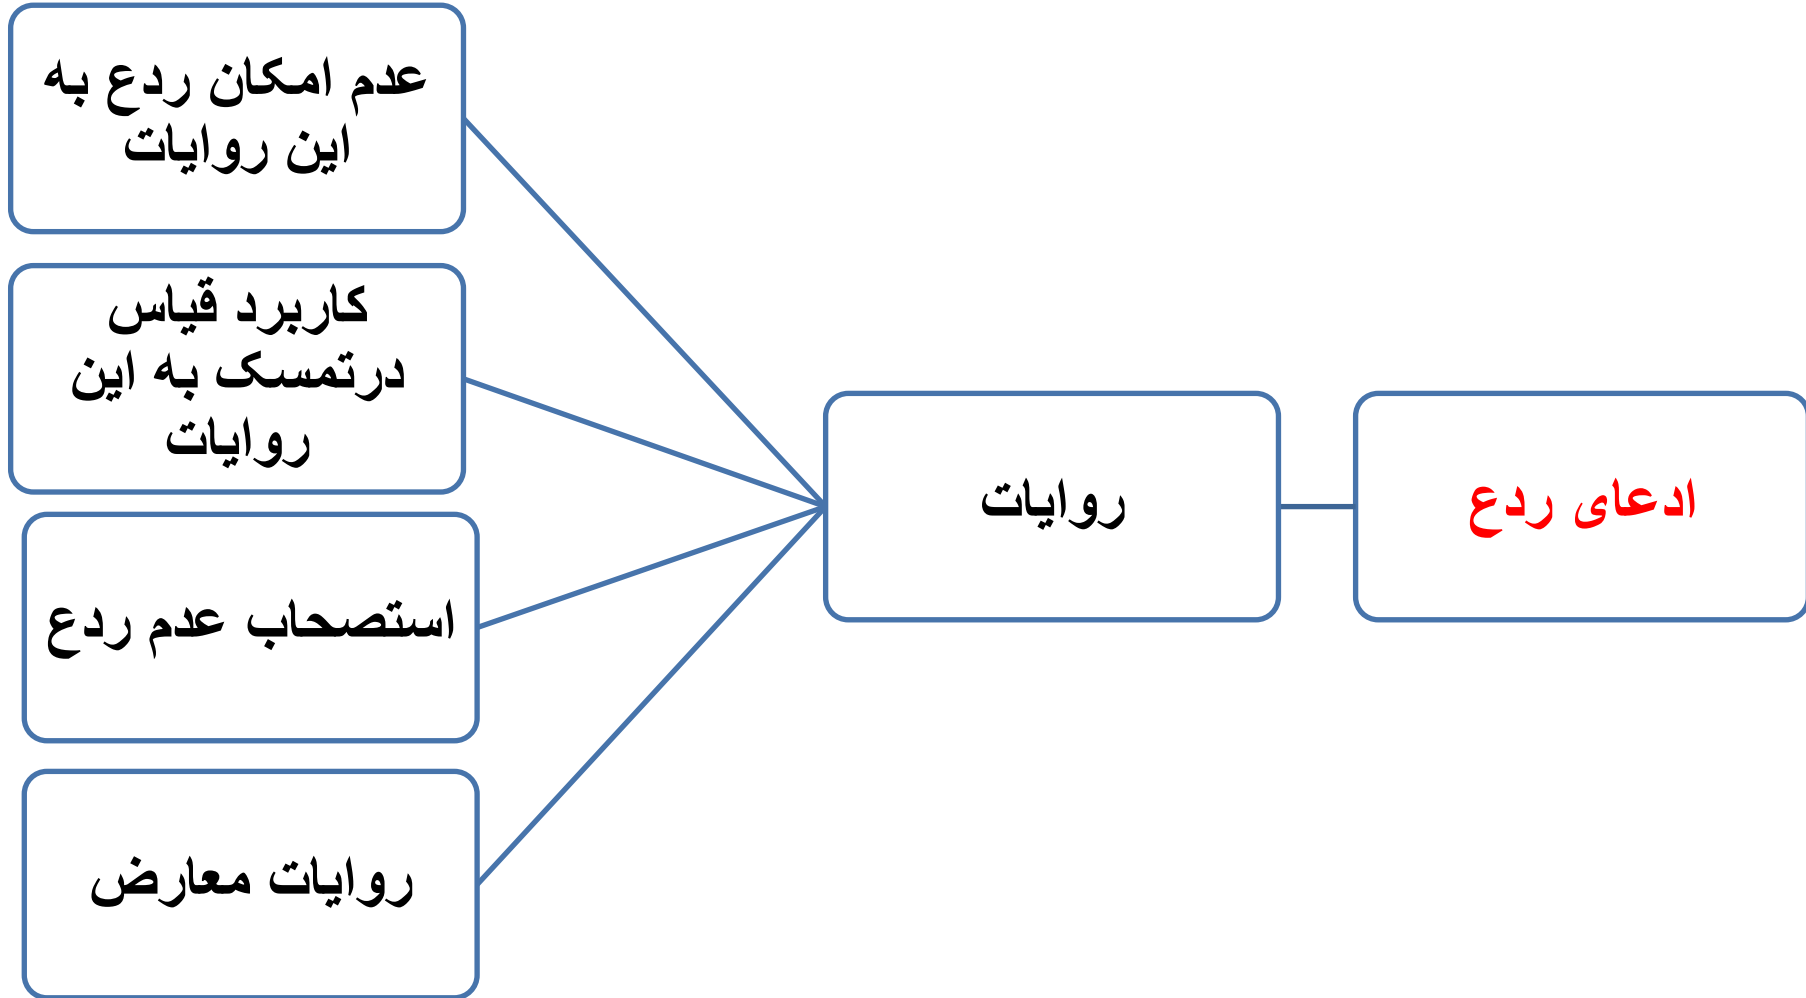 ادعای ردع
روایات
عدم امکان ردع به
این روایات
کاربرد قیاس
درتمسک به این
روایات
استصحاب عدم ردع
روایات معارض